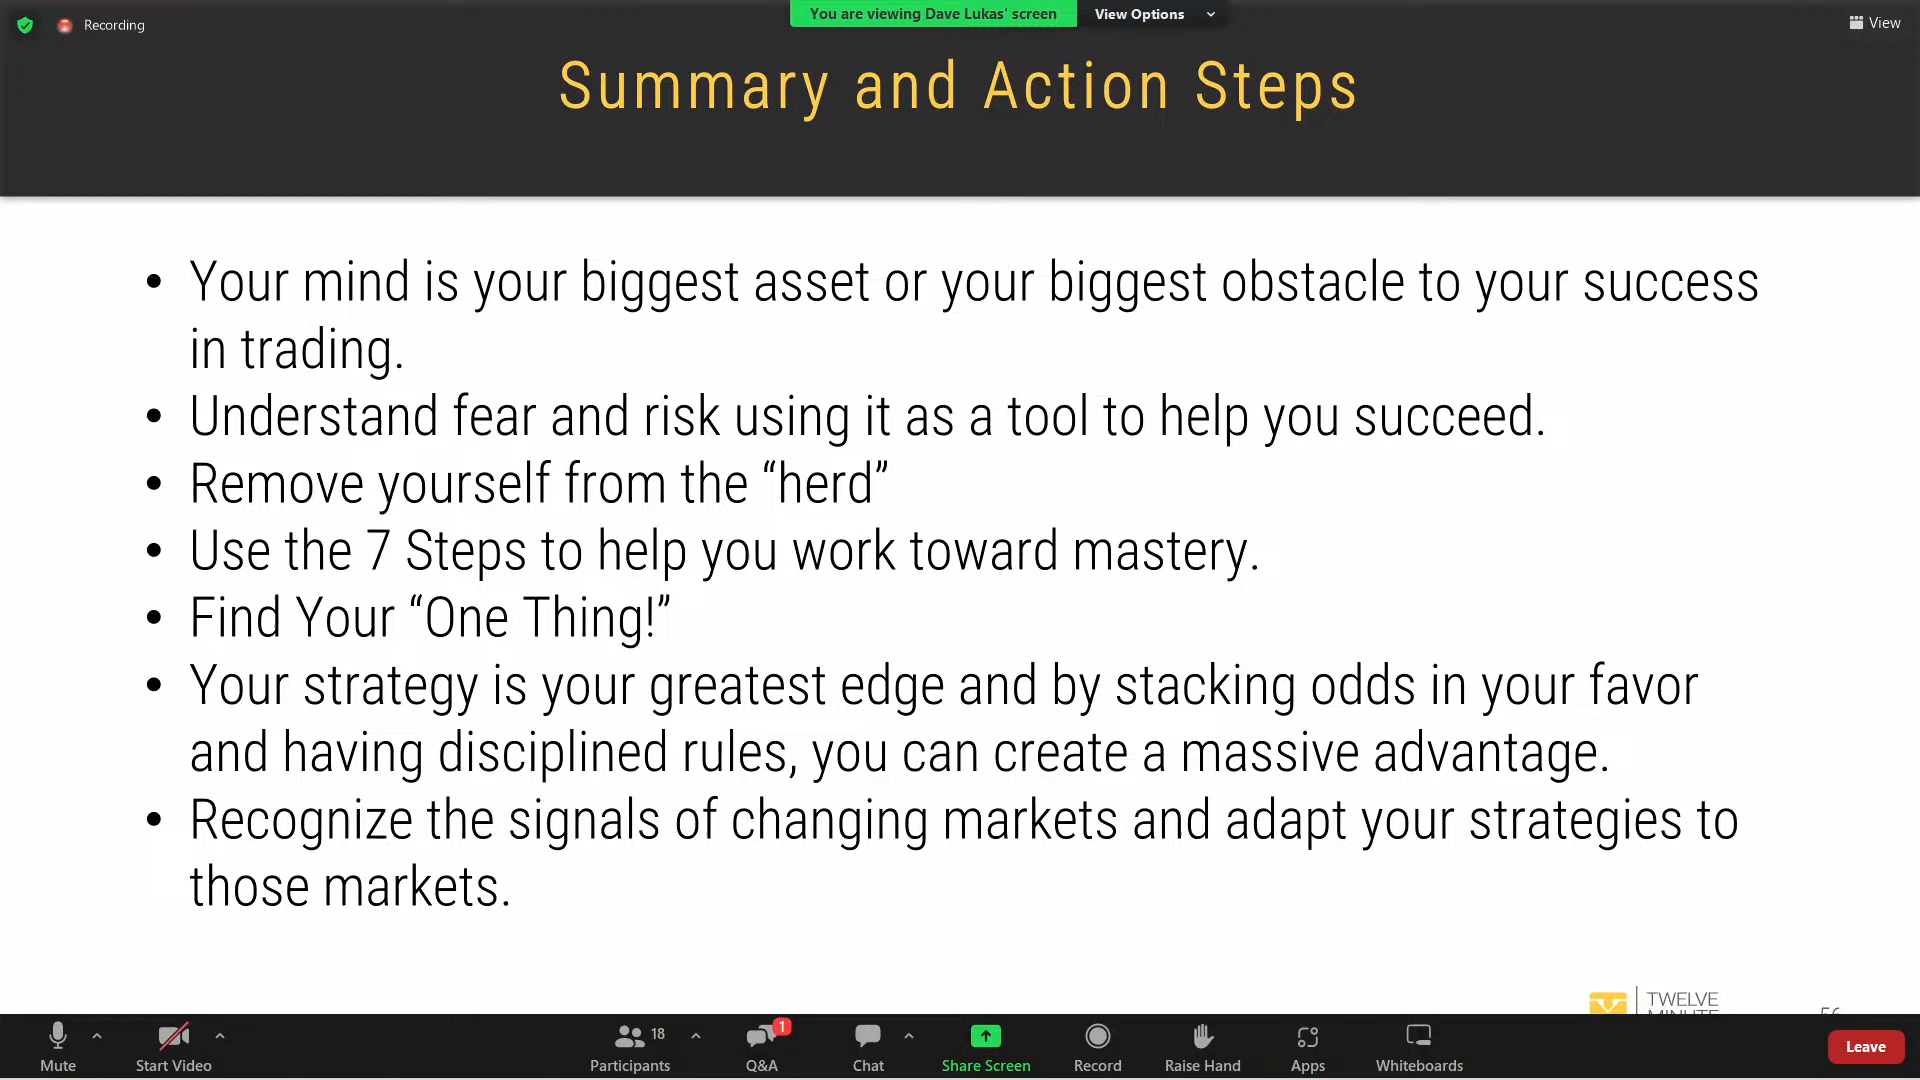 Recording
You are viewing Dave Lukas' screen
View Options
View
Summary and Action Steps
• Your mind is your biggest asset or your biggest obstacle to your success
in trading.
• Understand fear and risk using it as a tool to help you succeed.
• Remove yourself from the “herd”
• Use the 7 Steps to help you work toward mastery.
• Find Your “One Thing!”
• Your strategy is your greatest edge and by stacking odds in your favor
and having disciplined rules, you can create a massive advantage.
• Recognize the signals of changing markets and adapt your strategies to
those markets.
TWELVE
Mute
Start Video
18
Participants
1
Q&A
Chat
Share Screen
Record
Raise Hand
Apps
Whiteboards
Leave